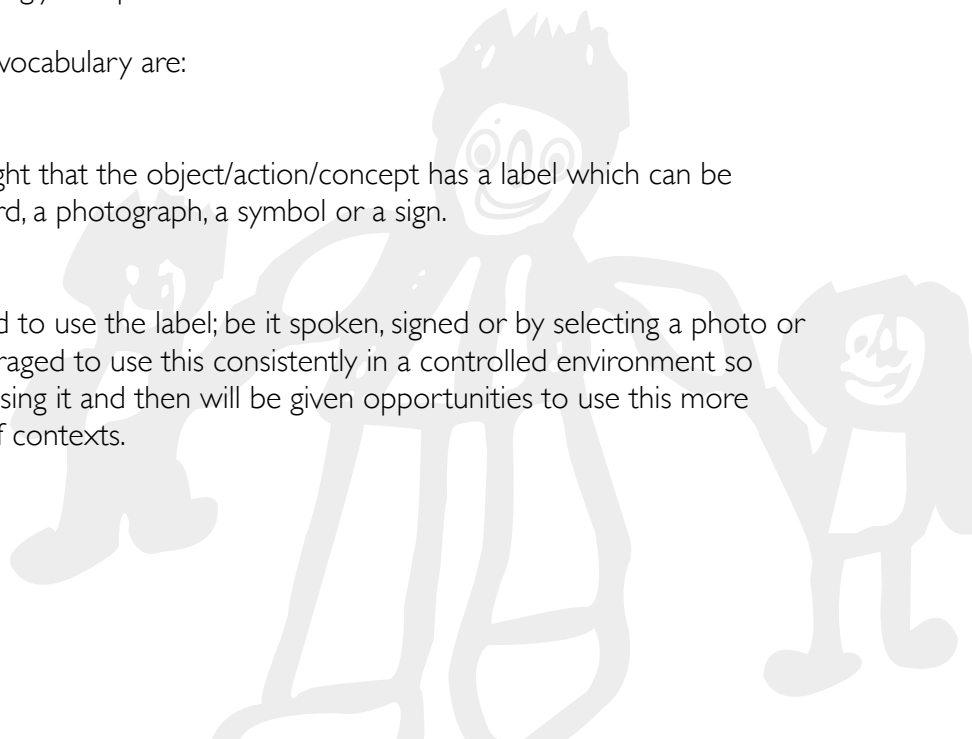 vocabulary are:
ght that the object/action/concept has a label which can be
rd, a photograph, a symbol or a sign.
d to use the label; be it spoken, signed or by selecting a photo or
raged to use this consistently in a controlled environment so
sing it and then will be given opportunities to use this more
f contexts.